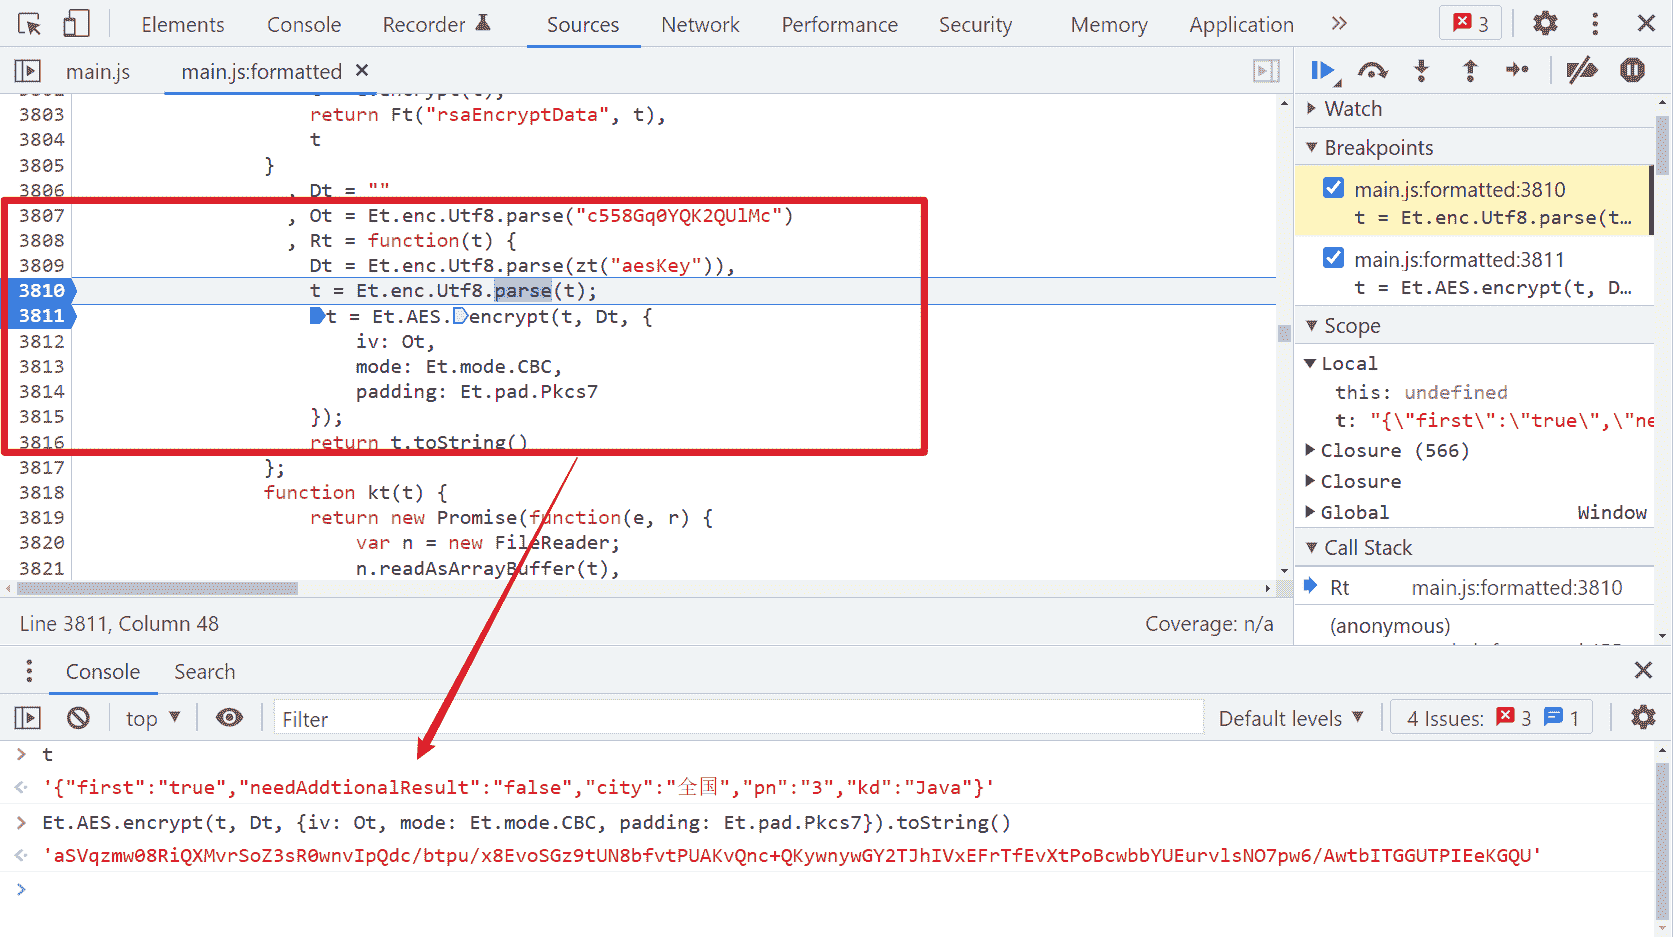 Elements Console Recorder Sources Network Performance Security Memory Application » 3
main.js main.js:formatted ×
3803 return Ft("rsaEncryptData", t),
3804 t
3805 }
3806 , Dt = ""
3807 , Ot = Et.enc.Utf8.parse("c558Gq0YQK2QUlMc")
3808 , Rt = function(t) {
3809 Dt = Et.enc.Utf8.parse(zt("aesKey")),
3810 t = Et.enc.Utf8.parse(t);
3811 t = Et.AES.encrypt(t, Dt, {
3812 iv: Ot,
3813 mode: Et.mode.CBC,
3814 padding: Et.pad.Pkcs7
3815 });
3816 return t.toString()
3817 };
3818 function kt(t) {
3819 return new Promise(function(e, r) {
3820 var n = new FileReader;
3821 n.readAsArrayBuffer(t),
Line 3811, Column 48 Coverage: n/a
Watch
Breakpoints
main.js:formatted:3810
t = Et.enc.Utf8.parse(t…
main.js:formatted:3811
t = Et.AES.encrypt(t, D…
Scope
Local
this: undefined
t: "{\"first\":\"true\",\"ne
Closure (566)
Closure
Global Window
Call Stack
Rt main.js:formatted:3810
(anonymous)
Console Search
top Filter Default levels 4 Issues: 3 1
> t
'{"first":"true","needAddtionalResult":"false","city":"全国","pn":"3","kd":"Java"}'
> Et.AES.encrypt(t, Dt, {iv: Ot, mode: Et.mode.CBC, padding: Et.pad.Pkcs7}).toString()
'aSVqzmw08RiQXMvrSoZ3sR0wnvIpQdc/btpu/x8EvoSGz9tUN8bfvtPUAKvQnc+QKywnywGY2TJhIVxEFrTfEvXtPoBcwbbYUEurvlsNO7pw6/AwtbITGGUTPIEeKGQU'
>